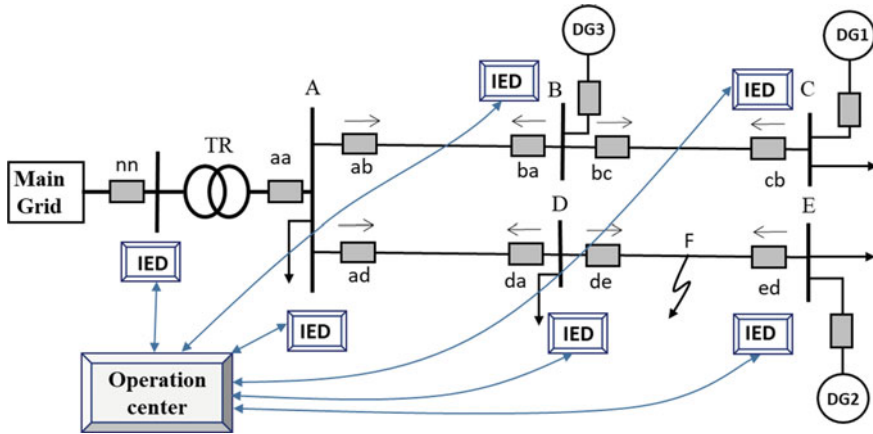 DG3
DG1
IED
IED
A
B
C
TR
nn
aa
ab
ba
bc
cb
Main
Grid
D
E
F
IED
ad
da
de
ed
IED
IED
IED
Operation
center
DG2